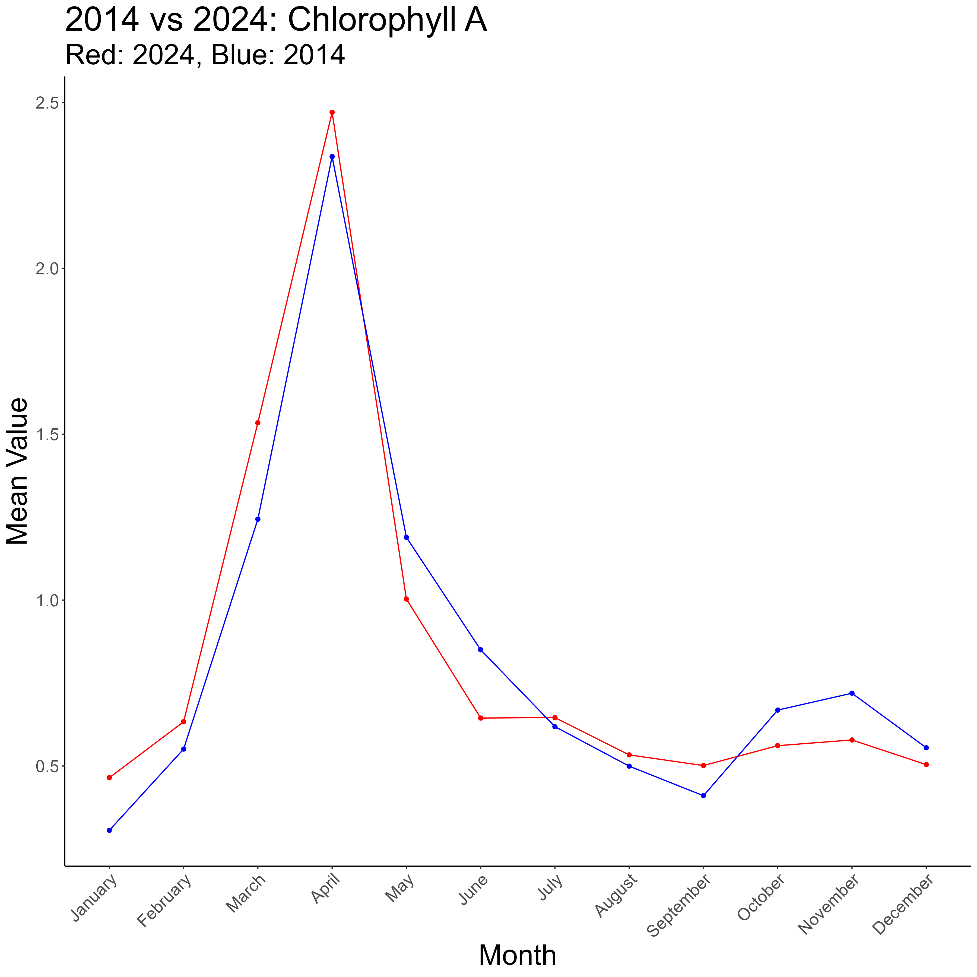 2014 vs 2024: Chlorophyll A
Red: 2024, Blue: 2014
Mean Value
2.5
2.0
1.5
1.0
0.5
January
February
March
April
May
June
July
August
September
October
November
December
Month